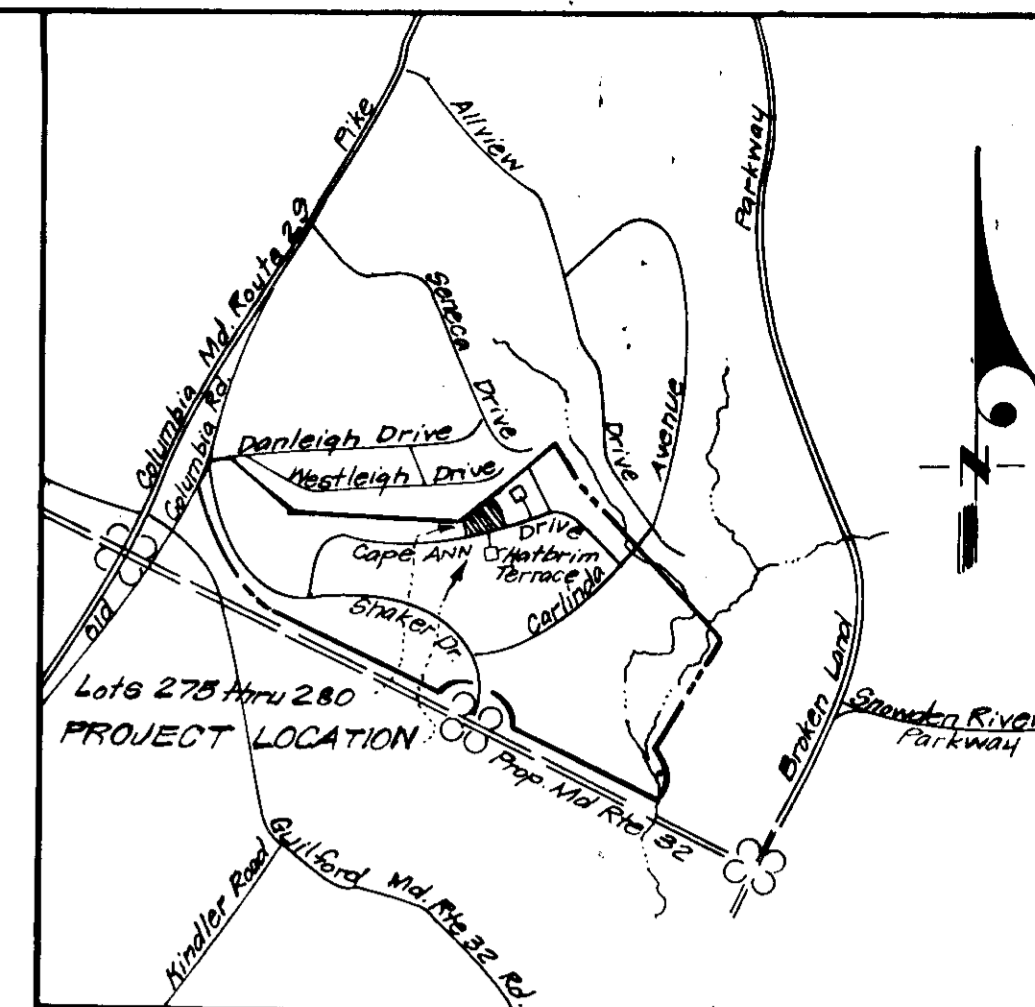 Columbia Pike
Md. Route 29
Allview Drive
Parkway
Seneca Drive
Columbia Rd.
Old
Danleigh Drive
Westleigh Drive
Avenue
N
Cape ANN Drive
Hatbrim
Terrace
Carlinda
Shaker Dr.
Lots 275 thru 280
PROJECT LOCATION
Prop. Md Rte 32
Broken Land
Snowden River
Parkway
Guilford Md. Rte 32 Rd.
Kindler Road